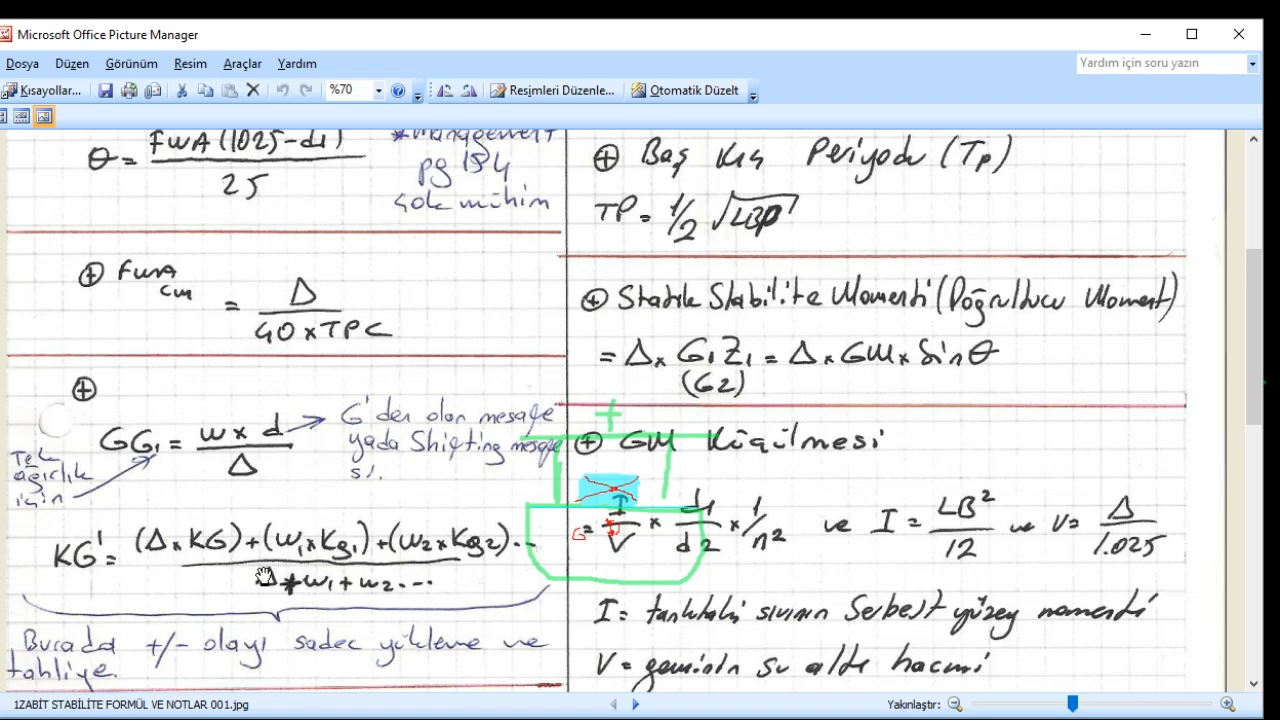 Microsoft Office Picture Manager
Dosya Düzen Görünüm Resim Araçlar Yardım
Yardım için soru yazın
Kısayollar... %70 Resimleri Düzenle... Otomatik Düzelt
θ = FWA (1025-d1) / 25
*management
pg 154
çok mühim
⊕ FWA cm = Δ / 40 x TPC
⊕
GG₁ = w x d / Δ
G'den olan mesafe
yada Shifting mesafe
si.
Tek
ağırlık
için
KG' = (Δ x KG) + (w₁ x Kg₁) + (w₂ x Kg₂) ... / Δ + w₁ + w₂ ...
Burada +/- olayı sadec yükleme ve
tahliye.
⊕ Baş Kıç Periyodu (Tp)
TP = 1/2 √LBP
⊕ Statik Stabilite Momenti (Doğrultucu Moment)
= Δ x G₁Z₁ = Δ x GM x Sinθ
(GZ)
⊕ GM Küçülmesi
G = I / V x d1 / d2 x 1/n² ve I = LB² / 12 ve V = Δ / 1.025
I = tanktaki sıvının Serbest yüzey momenti
V = geminin su altı hacmi
1ZABİT STABİLİTE FORMÜL VE NOTLAR 001.jpg
Yakınlaştır: